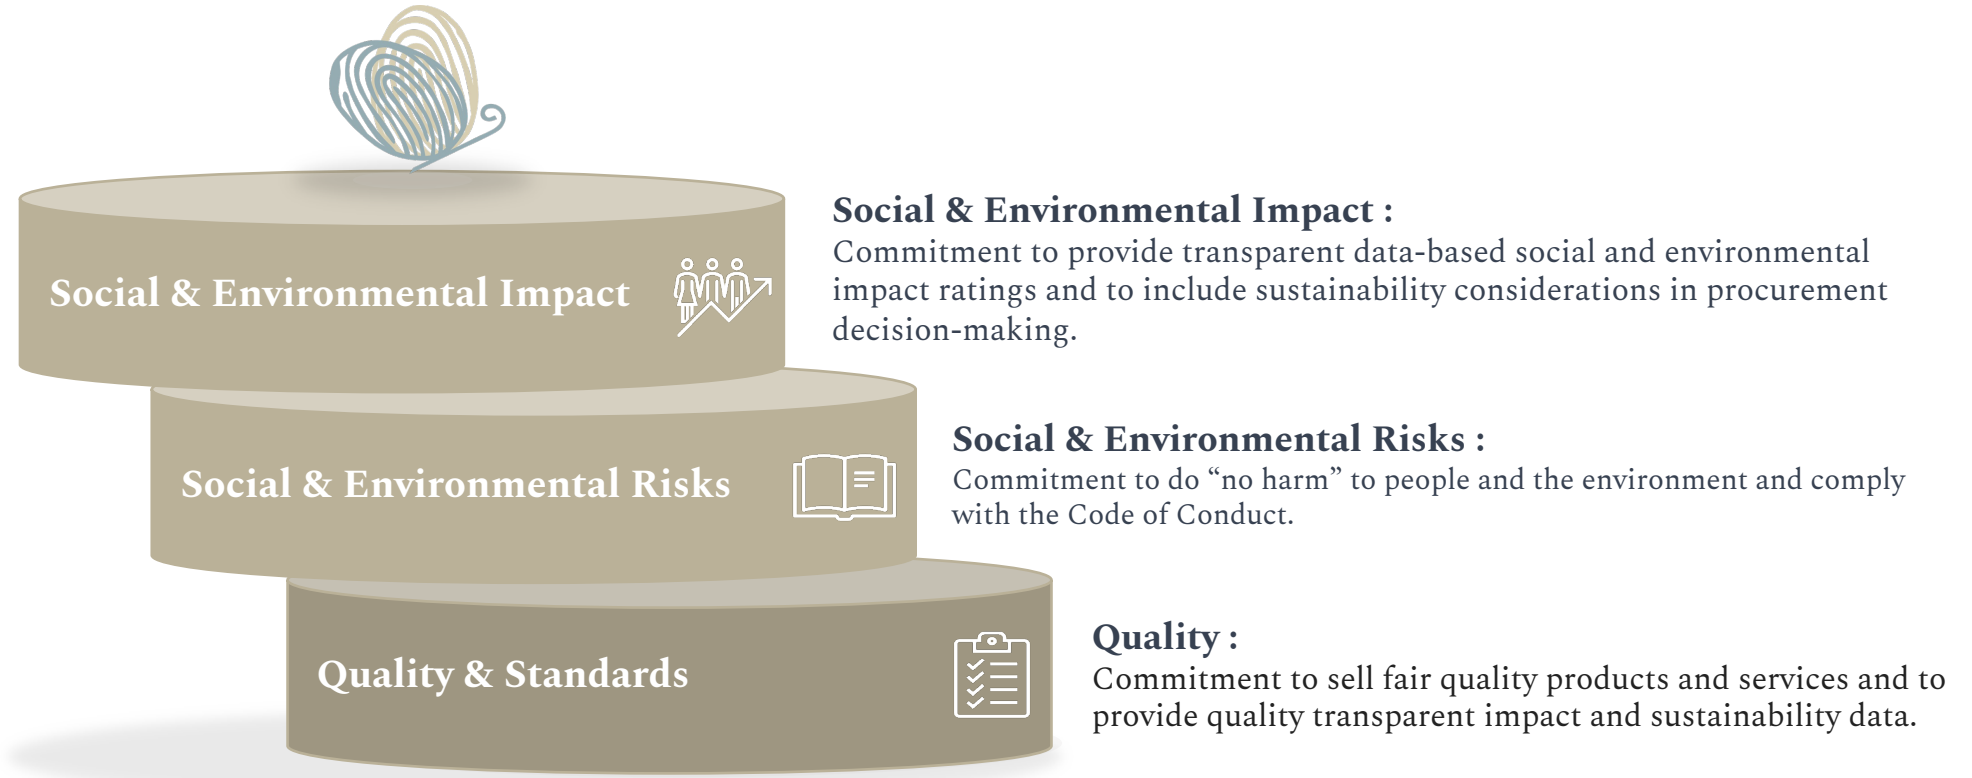 Social & Environmental Impact
Social & Environmental Impact :
Commitment to provide transparent data-based social and environmental
impact ratings and to include sustainability considerations in procurement
decision-making.
Social & Environmental Risks
Social & Environmental Risks :
Commitment to do “no harm” to people and the environment and comply
with the Code of Conduct.
Quality & Standards
Quality :
Commitment to sell fair quality products and services and to
provide quality transparent impact and sustainability data.